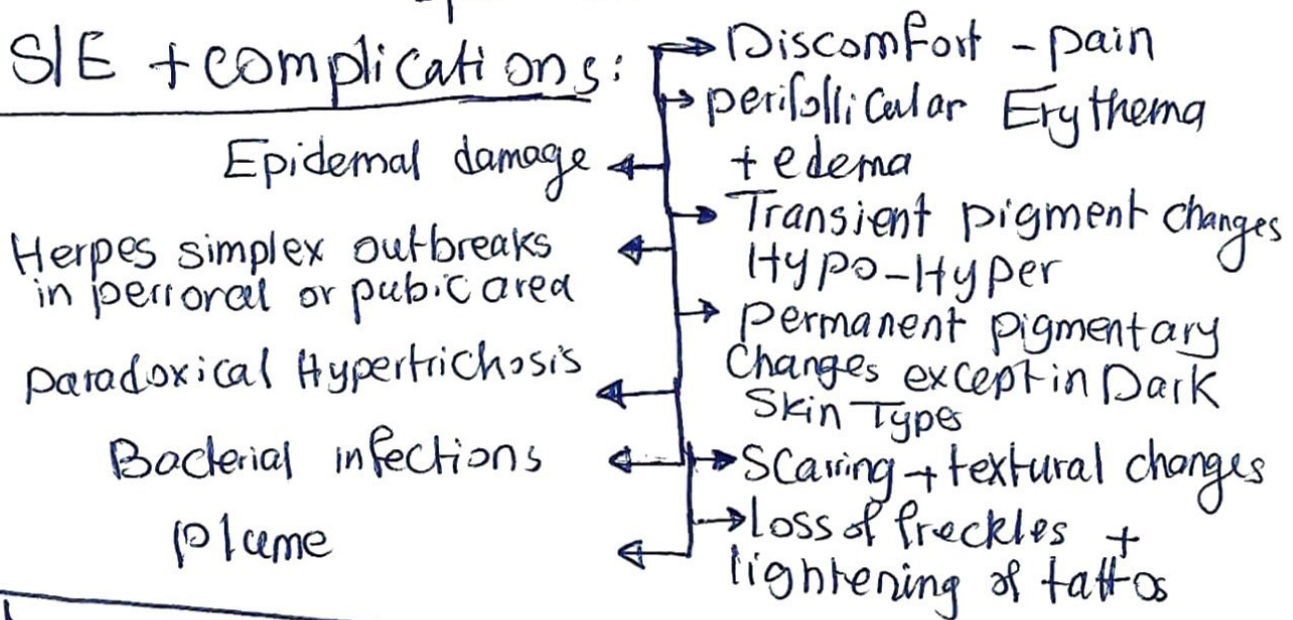 S/E + complications:
Discomfort - pain
perifollicular Erythema
+ edema
Transient pigment changes
Hypo-Hyper
permanent pigmentary
Changes except in Dark
Skin Types
Scarring + textural changes
loss of freckles +
lightening of tattos
Epidemal damage
Herpes simplex outbreaks
in perioral or pubic area
paradoxical Hypertrichosis
Bacterial infections
plume